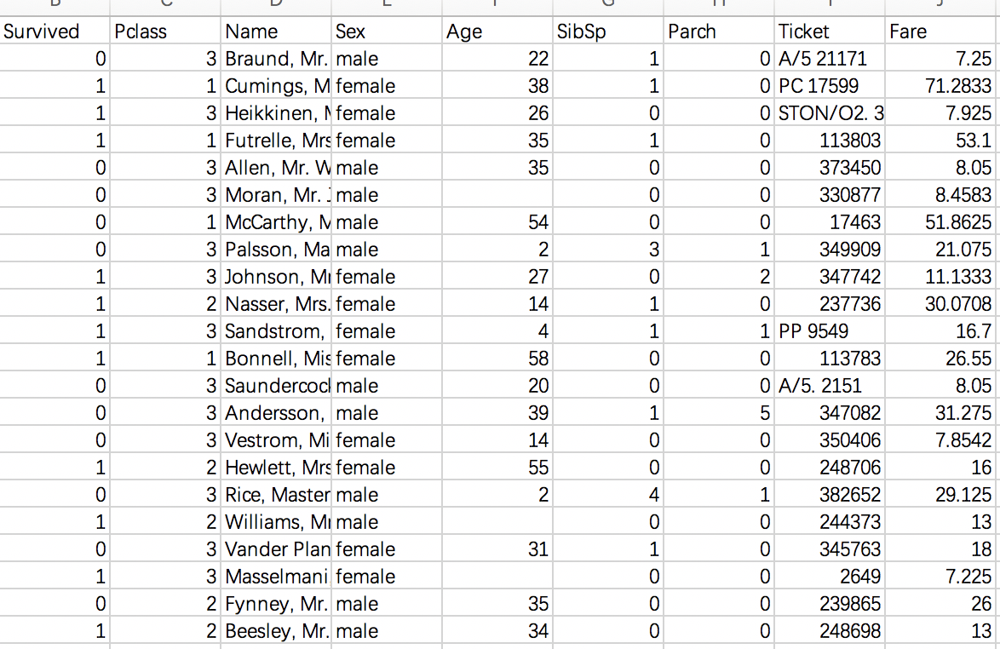 Survived Pclass Name Sex Age SibSp Parch Ticket Fare
0 3 Braund, Mr. male 22 1 0 A/5 21171 7.25
1 1 Cumings, M female 38 1 0 PC 17599 71.2833
1 3 Heikkinen, female 26 0 0 STON/O2. 3 7.925
1 1 Futrelle, Mrs female 35 1 0 113803 53.1
0 3 Allen, Mr. W male 35 0 0 373450 8.05
0 3 Moran, Mr. male 0 0 330877 8.4583
0 1 McCarthy, M male 54 0 0 17463 51.8625
0 3 Palsson, Ma male 2 3 1 349909 21.075
1 3 Johnson, Mr female 27 0 2 347742 11.1333
1 2 Nasser, Mrs. female 14 1 0 237736 30.0708
1 3 Sandstrom, female 4 1 1 PP 9549 16.7
1 1 Bonnell, Mis female 58 0 0 113783 26.55
0 3 Saundercock male 20 0 0 A/5. 2151 8.05
0 3 Andersson, male 39 1 5 347082 31.275
0 3 Vestrom, Mi female 14 0 0 350406 7.8542
1 2 Hewlett, Mrs female 55 0 0 248706 16
0 3 Rice, Master male 2 4 1 382652 29.125
1 2 Williams, Mr male 0 0 244373 13
0 3 Vander Plan female 31 1 0 345763 18
1 3 Masselmani female 0 0 2649 7.225
0 2 Fynney, Mr. male 35 0 0 239865 26
1 2 Beesley, Mr. male 34 0 0 248698 13